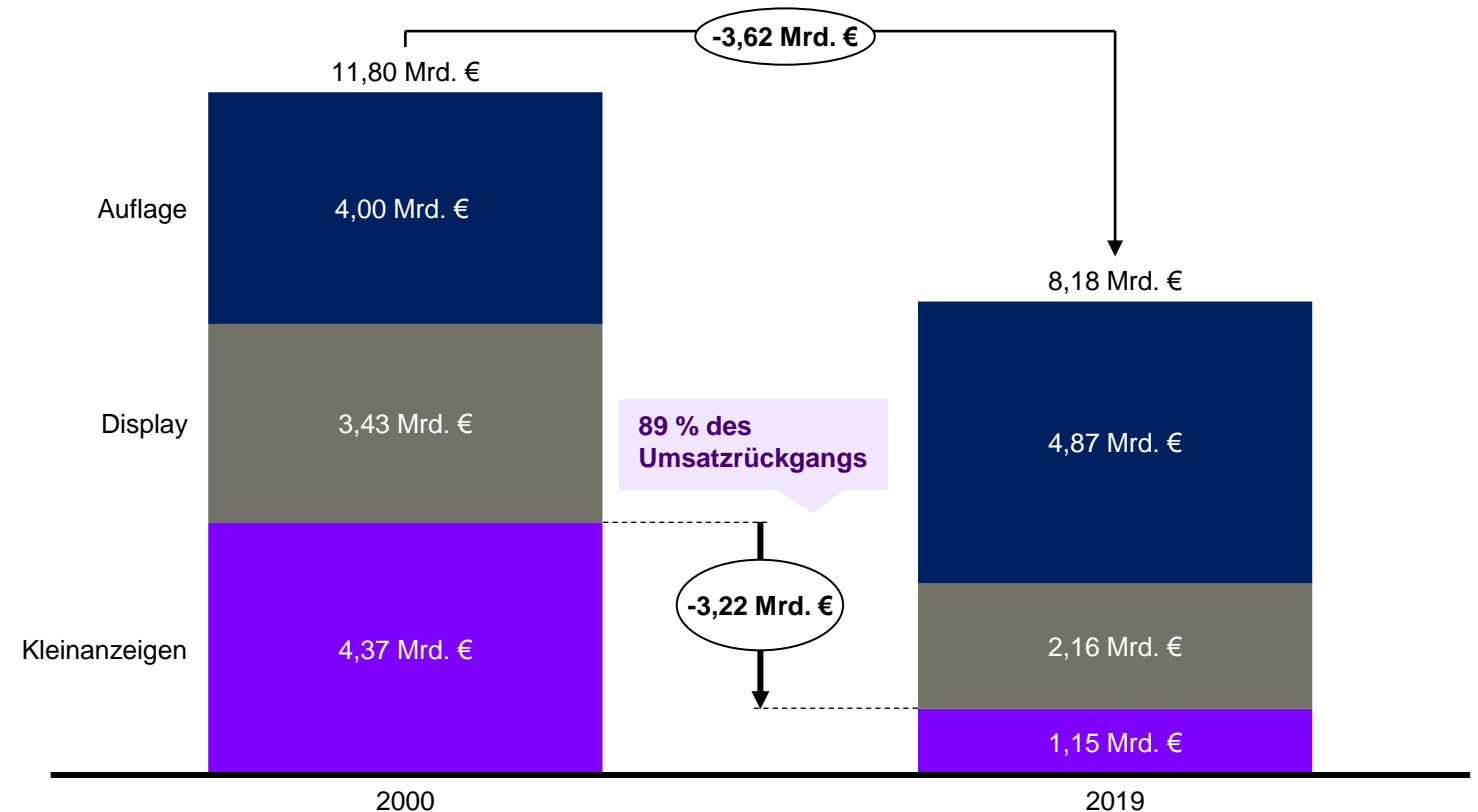 -3,62 Mrd. €
11,80 Mrd. €
8,18 Mrd. €
Auflage
4,00 Mrd. €
Display
3,43 Mrd. €
89 % des
Umsatzrückgangs
4,87 Mrd. €
-3,22 Mrd. €
Kleinanzeigen
4,37 Mrd. €
2,16 Mrd. €
1,15 Mrd. €
2000
2019